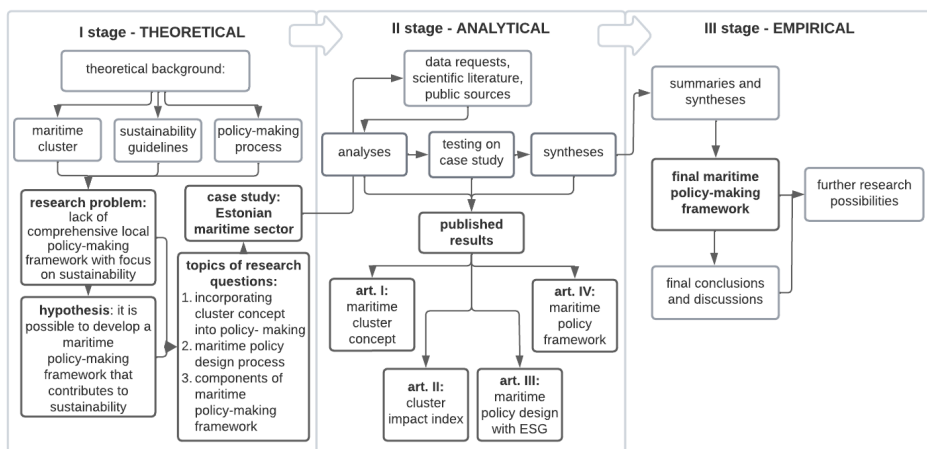 I stage - THEORETICAL
theoretical background:
maritime
cluster
sustainability
guidelines
policy-making
process
research problem:
lack of
comprehensive local
policy-making
framework with focus
on sustainability
hypothesis: it is
possible to develop a
maritime
policy-making
framework that
contributes to
sustainability
case study:
Estonian
maritime sector
topics of research
questions:
1. incorporating
cluster concept
into policy- making
2. maritime policy
design process
3. components of
maritime
policy-making
framework
II stage - ANALYTICAL
data requests,
scientific literature,
public sources
analyses
testing on
case study
syntheses
published
results
art. I:
maritime
cluster
concept
art. II:
cluster
impact index
art. III:
maritime
policy design
with ESG
art. IV:
maritime
policy
framework
III stage - EMPIRICAL
summaries and
syntheses
final maritime
policy-making
framework
further research
possibilities
final conclusions
and discussions